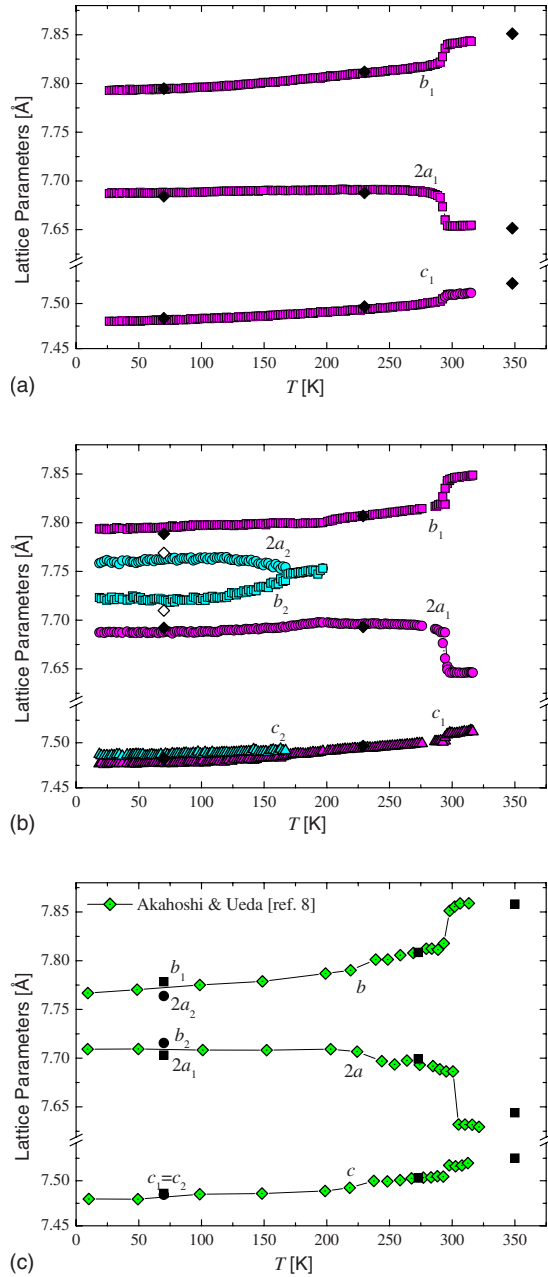 7.85
7.80
b1
7.70
2a1
7.65
c1
7.50
7.45
0 50 100 150 200 250 300 350
T [K]
Lattice Parameters [Å]
(a)
7.85
7.80
b1
2a2
7.75
b2
7.70
2a1
7.65
c1
7.50
c2
7.45
0 50 100 150 200 250 300 350
T [K]
Lattice Parameters [Å]
(b)
Akahoshi & Ueda [ref. 8]
7.85
b1
7.80
b
2a2
7.75
b2
7.70
2a1
2a
7.65
c1=c2
c
7.50
7.45
0 50 100 150 200 250 300 350
T [K]
Lattice Parameters [Å]
(c)